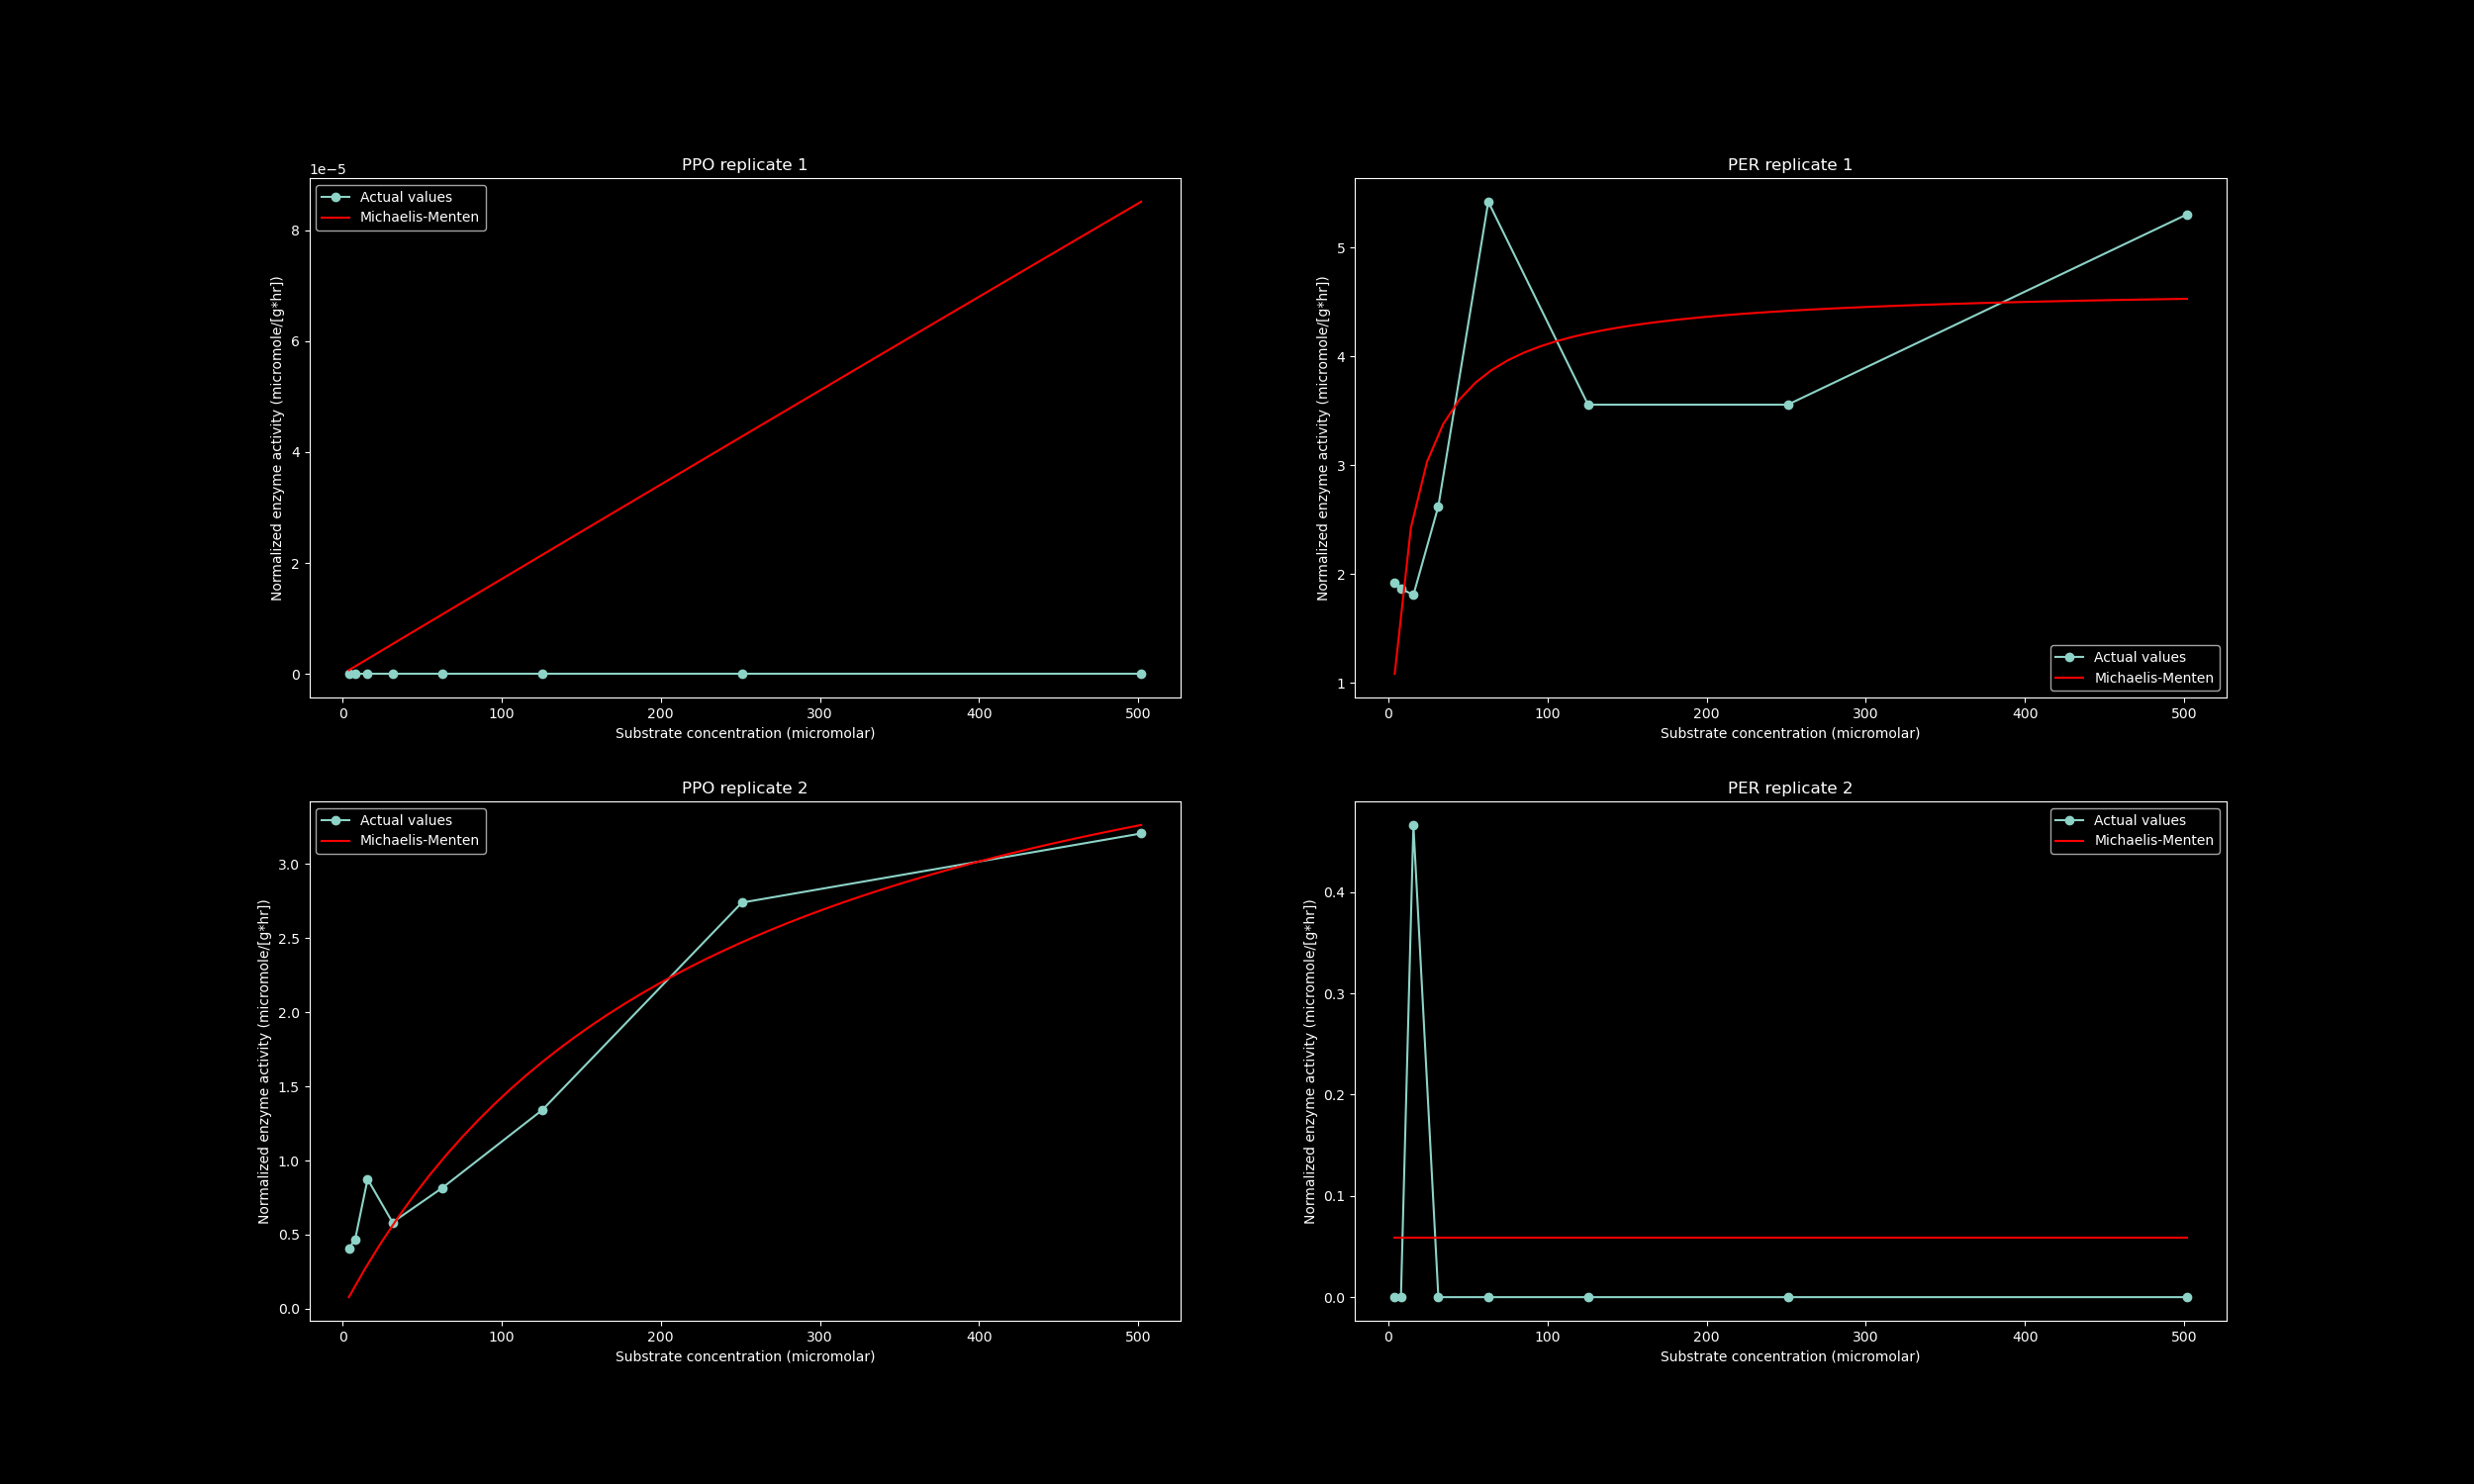 PPO replicate 1
1e−5
Actual values
Michaelis-Menten
8
6
4
2
0
Normalized enzyme activity (micromole/[g*hr])
0 100 200 300 400 500
Substrate concentration (micromolar)
PER replicate 1
5
4
3
2
1
Normalized enzyme activity (micromole/[g*hr])
Actual values
Michaelis-Menten
0 100 200 300 400 500
Substrate concentration (micromolar)
PPO replicate 2
Actual values
Michaelis-Menten
3.0
2.5
2.0
1.5
1.0
0.5
0.0
Normalized enzyme activity (micromole/[g*hr])
0 100 200 300 400 500
Substrate concentration (micromolar)
PER replicate 2
Actual values
Michaelis-Menten
0.4
0.3
0.2
0.1
0.0
Normalized enzyme activity (micromole/[g*hr])
0 100 200 300 400 500
Substrate concentration (micromolar)